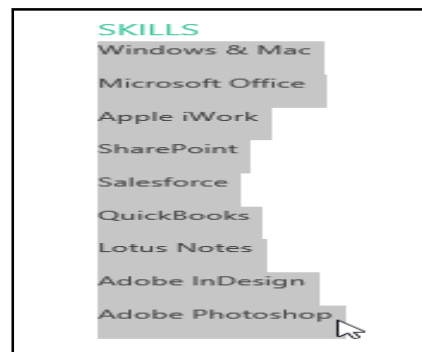 SKILLS
Windows & Mac
Microsoft Office
Apple iWork
SharePoint
Salesforce
QuickBooks
Lotus Notes
Adobe InDesign
Adobe Photoshop